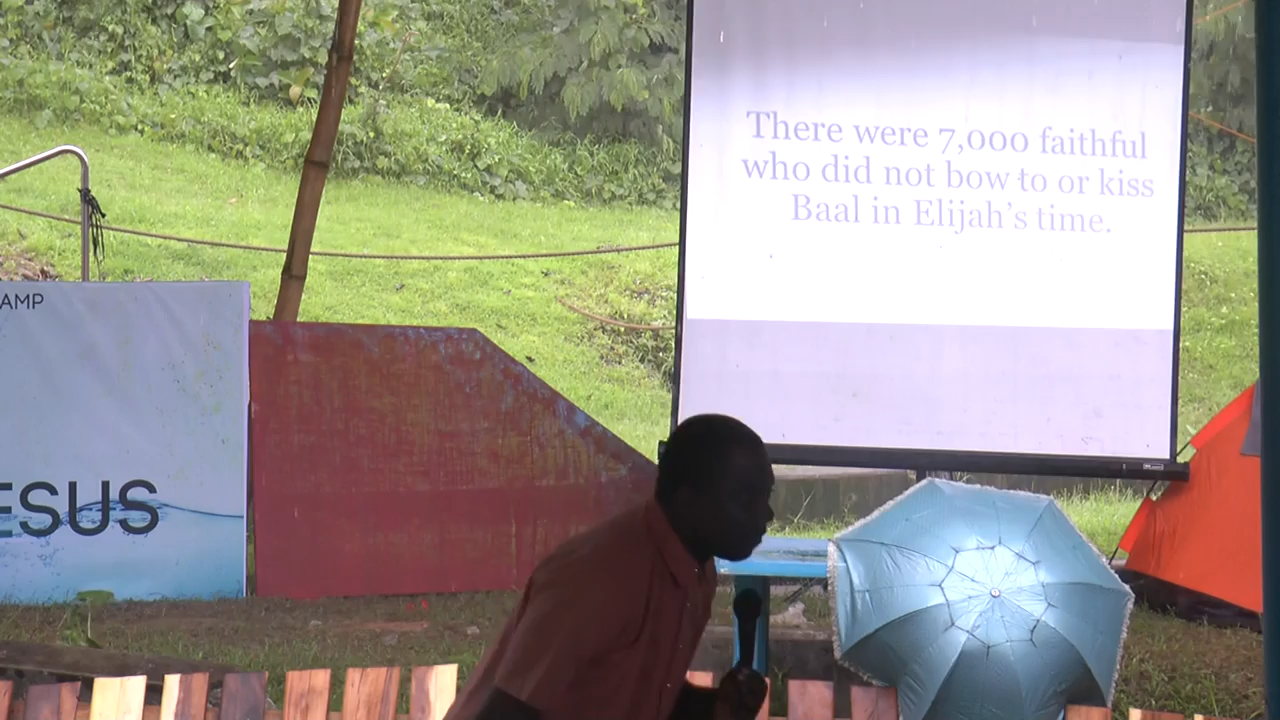 There were 7,000 faithful
who did not bow to or kiss
Baal in Elijah's time.
AMP
ESUS